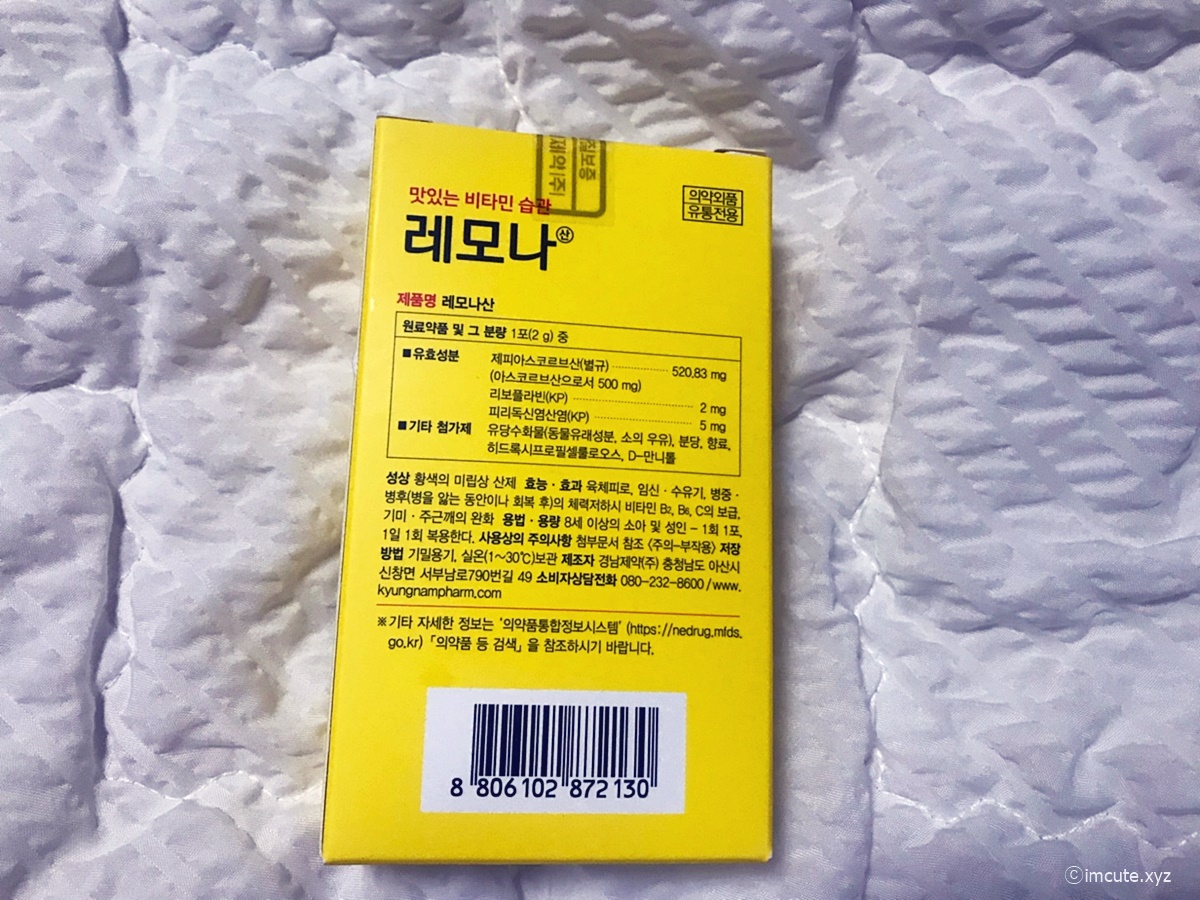 질보증
제약(주)
의약외품
유통전용
맛있는 비타민 습관
레모나산
제품명 레모나산
원료약품 및 그 분량 1포(2 g) 중
■유효성분 제피아스코르브산(별규) 520.83 mg
(아스코르브산으로서 500 mg)
리보플라빈(KP) 2 mg
피리독신염산염(KP) 5 mg
■기타 첨가제 유당수화물(동물유래성분, 소의 우유), 분당, 향료,
히드록시프로필셀룰로오스, D-만니톨
성상 황색의 미립상 산제 효능·효과 육체피로, 임신·수유기, 병중·
병후(병을 앓는 동안이나 회복 후)의 체력저하시 비타민 B₂, B₆, C의 보급,
기미·주근깨의 완화 용법·용량 8세 이상의 소아 및 성인 - 1회 1포,
1일 1회 복용한다. 사용상의 주의사항 첨부문서 참조 <주의-부작용> 저장
방법 기밀용기, 실온(1~30℃)보관 제조자 경남제약(주) 충청남도 아산시
신창면 서부남로790번길 49 소비자상담전화 080-232-8600 / www.
kyungnampharm.com
※기타 자세한 정보는 '의약품통합정보시스템' (https://nedrug.mfds.
go.kr) 「의약품 등 검색」을 참조하시기 바랍니다.
8 806102 872130
©imcute.xyz